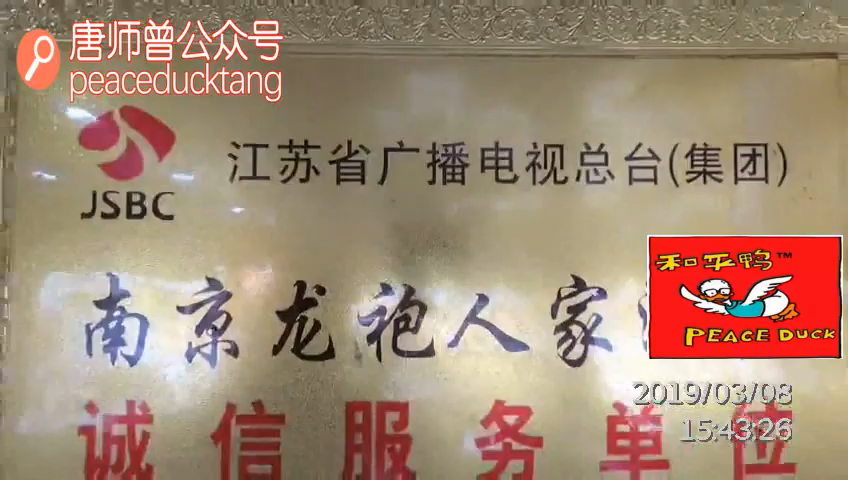 唐师曾公众号
peaceducktang
JSBC
江苏省广播电视总台(集团)
和平鸭™
PEACE DUCK
南京龙袍人家
2019/03/08
15:43:26
诚信服务单位